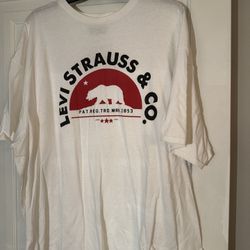 LEVI STRAUSS & CO.
PAT.REG.TRD MRK.1853